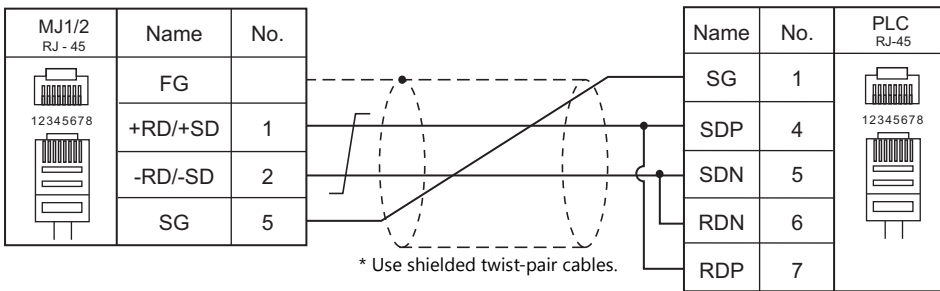 MJ1/2 Name No.
RJ - 45
FG
12345678
+RD/+SD 1
-RD/-SD 2
SG 5
Name No. PLC
RJ-45
SG 1
12345678
SDP 4
SDN 5
RDN 6
RDP 7
* Use shielded twist-pair cables.